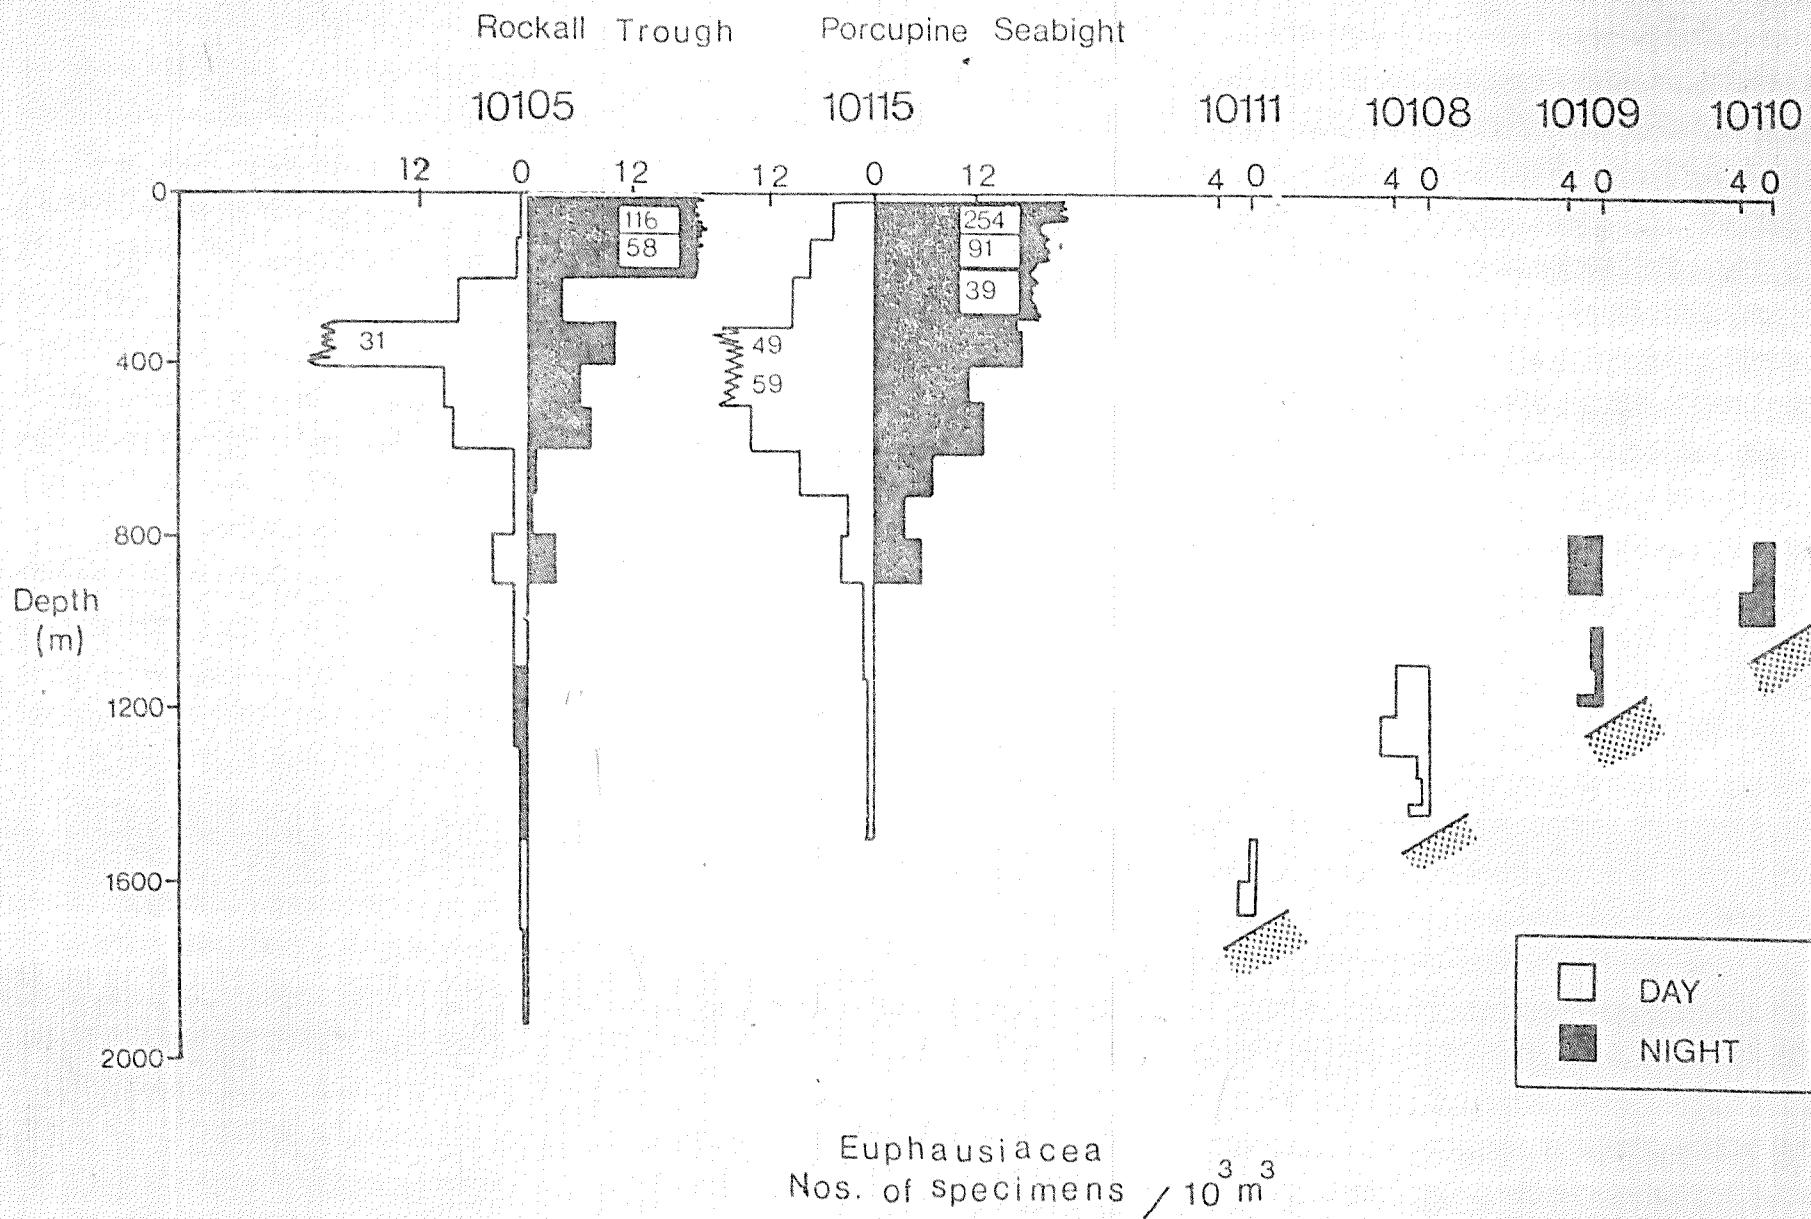 Rockall Trough Porcupine Seabight
10105 10115 10111 10108 10109 10110
12 0 12 12 0 12 4 0 4 0 4 0 4 0
0
116 254
58 91
39
31 49
400
59
800
Depth
(m)
1200
1600
DAY
2000
NIGHT
Euphausiacea
Nos. of specimens / 10³m³